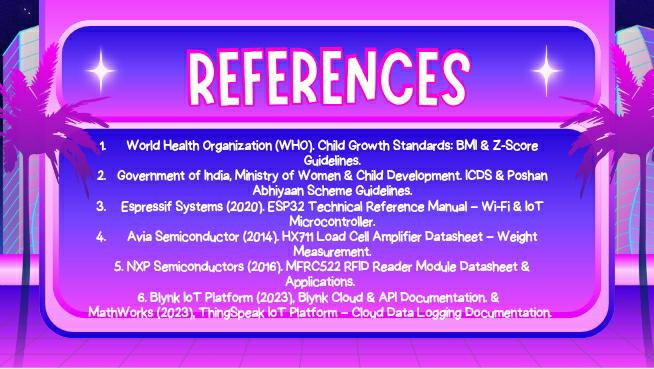 REFERENCES
1. World Health Organization (WHO). Child Growth Standards: BMI & Z-Score
Guidelines.
2. Government of India, Ministry of Women & Child Development. ICDS & Poshan
Abhiyaan Scheme Guidelines.
3. Espressif Systems (2020). ESP32 Technical Reference Manual – Wi-Fi & IoT
Microcontroller.
4. Avia Semiconductor (2014). HX711 Load Cell Amplifier Datasheet – Weight
Measurement.
5. NXP Semiconductors (2016). MFRC522 RFID Reader Module Datasheet &
Applications.
6. Blynk IoT Platform (2023), Blynk Cloud & API Documentation. &
MathWorks (2023), ThingSpeak IoT Platform – Cloud Data Logging Documentation.